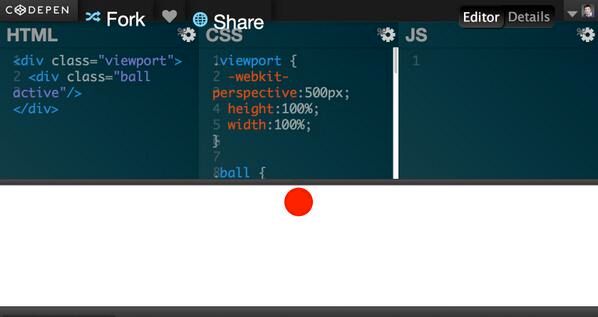 CODEPEN Fork Share Editor Details
HTML CSS JS
1 <div class="viewport">
2 <div class="ball
active"/>
3 </div>
1 .viewport {
2 -webkit-
perspective:500px;
4 height:100%;
5 width:100%;
6 }
7
8 .ball {
1